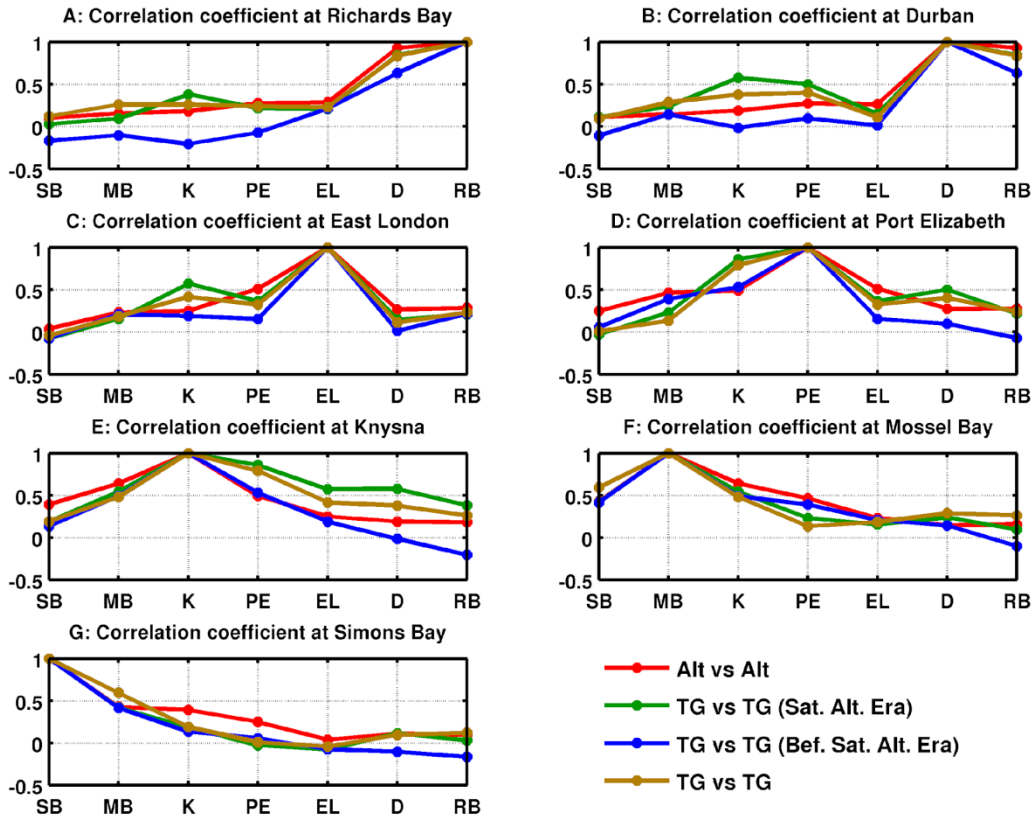 A: Correlation coefficient at Richards Bay
1
0.5
0
-0.5
SB MB K PE EL D RB
B: Correlation coefficient at Durban
1
0.5
0
-0.5
SB MB K PE EL D RB
C: Correlation coefficient at East London
1
0.5
0
-0.5
SB MB K PE EL D RB
D: Correlation coefficient at Port Elizabeth
1
0.5
0
-0.5
SB MB K PE EL D RB
E: Correlation coefficient at Knysna
1
0.5
0
-0.5
SB MB K PE EL D RB
F: Correlation coefficient at Mossel Bay
1
0.5
0
-0.5
SB MB K PE EL D RB
G: Correlation coefficient at Simons Bay
1
0.5
0
-0.5
SB MB K PE EL D RB
Alt vs Alt
TG vs TG (Sat. Alt. Era)
TG vs TG (Bef. Sat. Alt. Era)
TG vs TG